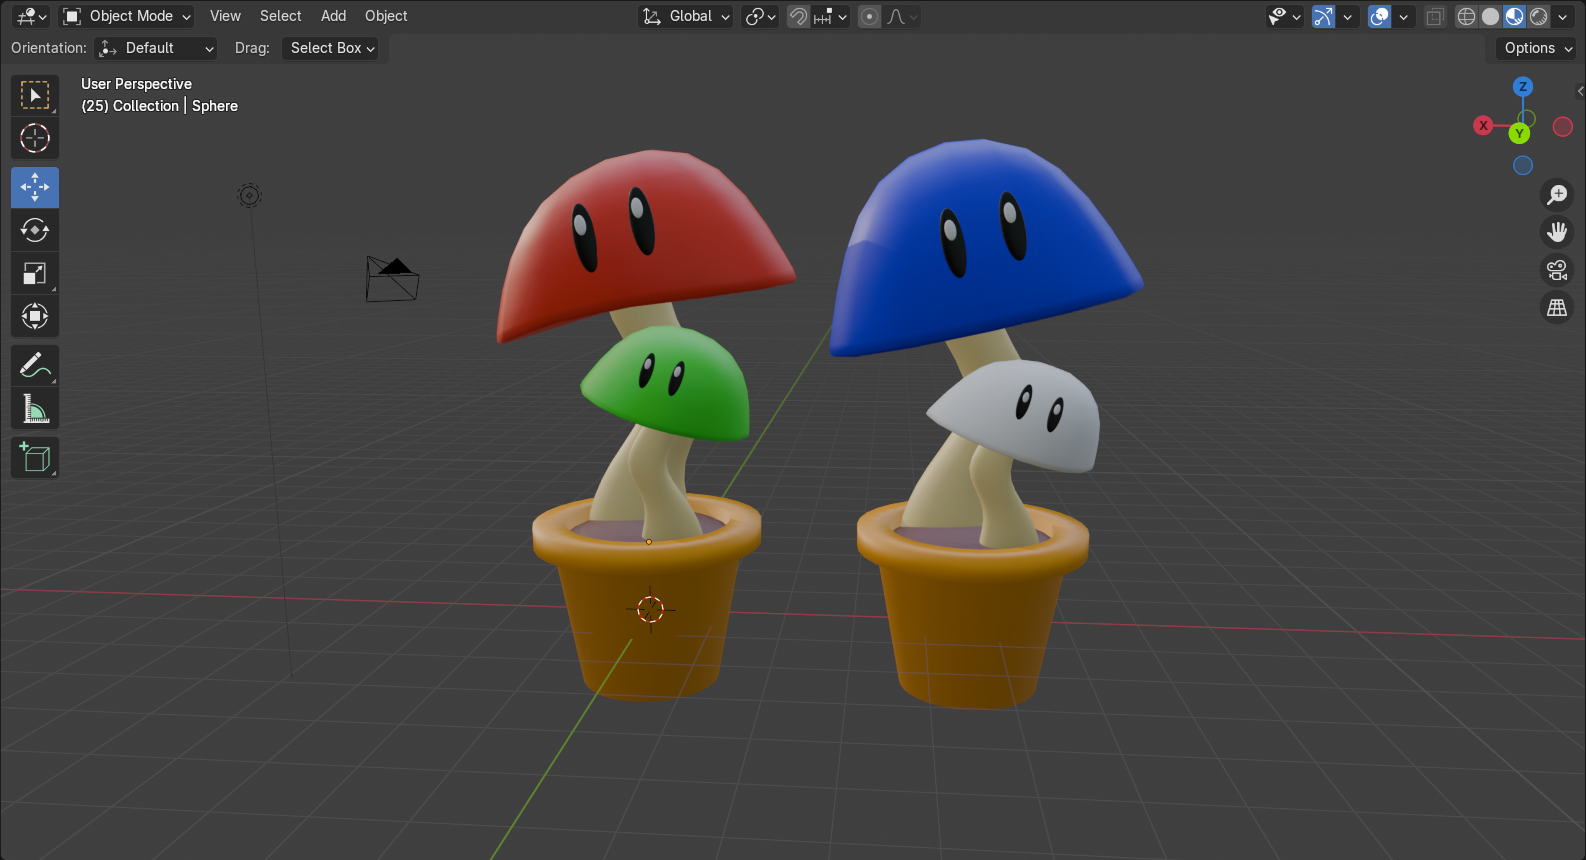 Object Mode View Select Add Object Global
Orientation: Default Drag: Select Box Options
User Perspective
(25) Collection | Sphere
Z
X
Y